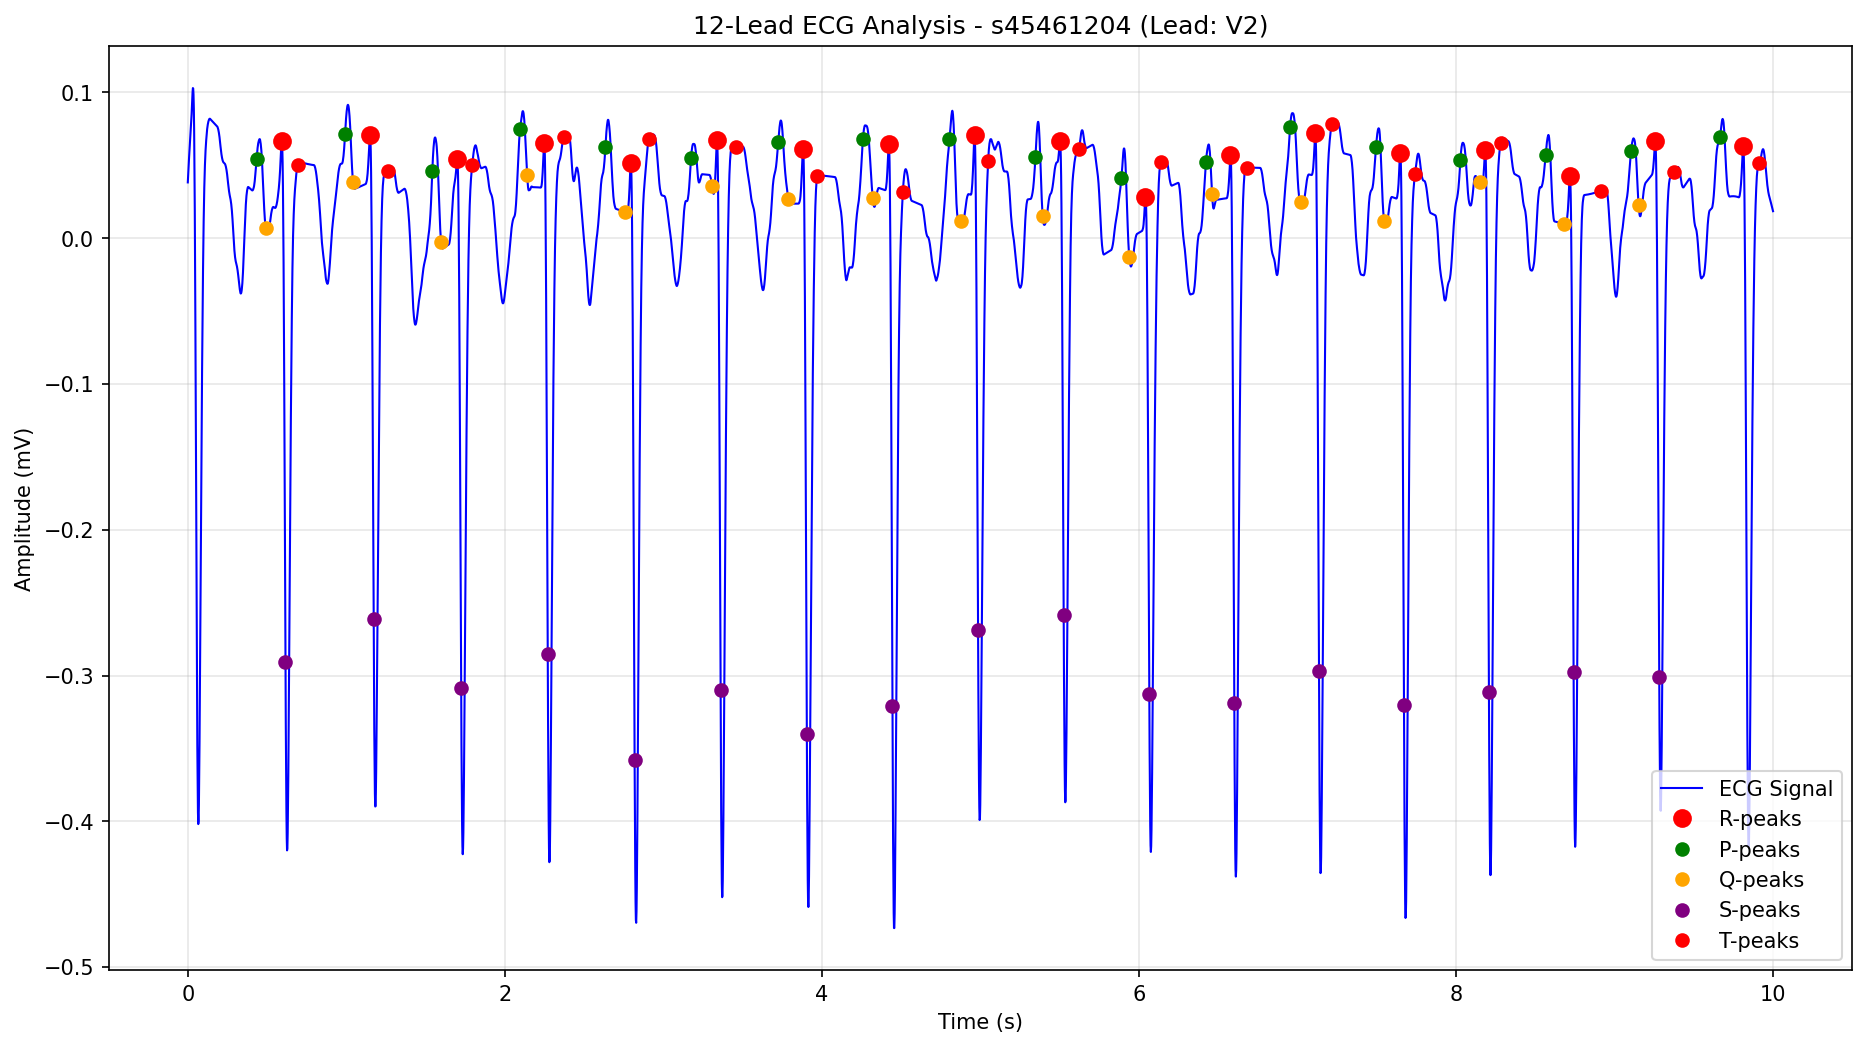 12-Lead ECG Analysis - s45461204 (Lead: V2)
0.1
0.0
−0.1
−0.2
−0.3
−0.4
−0.5
Amplitude (mV)
ECG Signal
R-peaks
P-peaks
Q-peaks
S-peaks
T-peaks
0 2 4 6 8 10
Time (s)